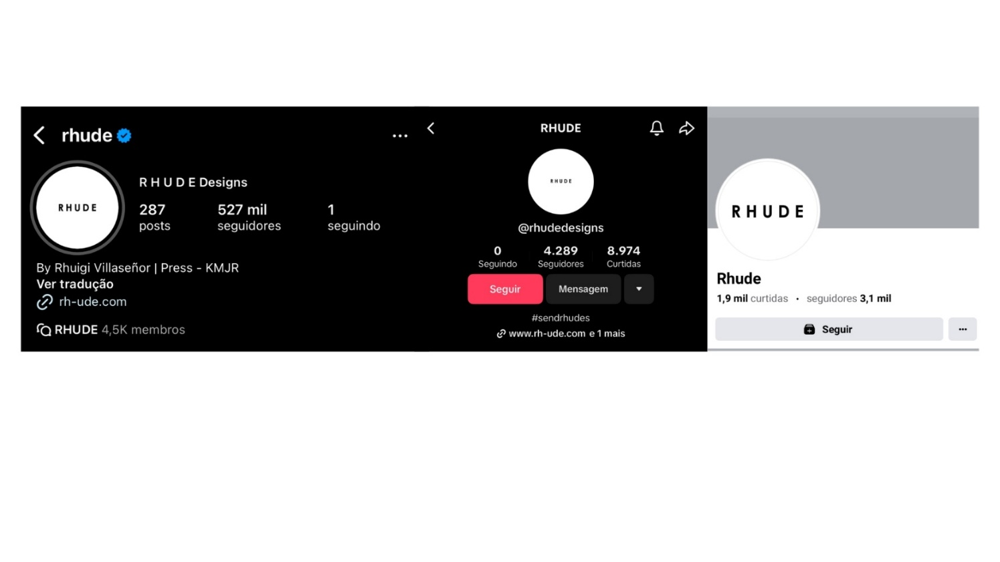 rhude
RHUDE
R H U D E Designs
287
posts
527 mil
seguidores
1
seguindo
By Rhuigi Villaseñor | Press - KMJR
Ver tradução
rh-ude.com
RHUDE 4,5K membros
RHUDE
RHUDE
@rhudedesigns
0
Seguindo
4.289
Seguidores
8.974
Curtidas
Seguir
Mensagem
#sendrhudes
www.rh-ude.com e 1 mais
RHUDE
Rhude
1,9 mil curtidas • seguidores 3,1 mil
Seguir